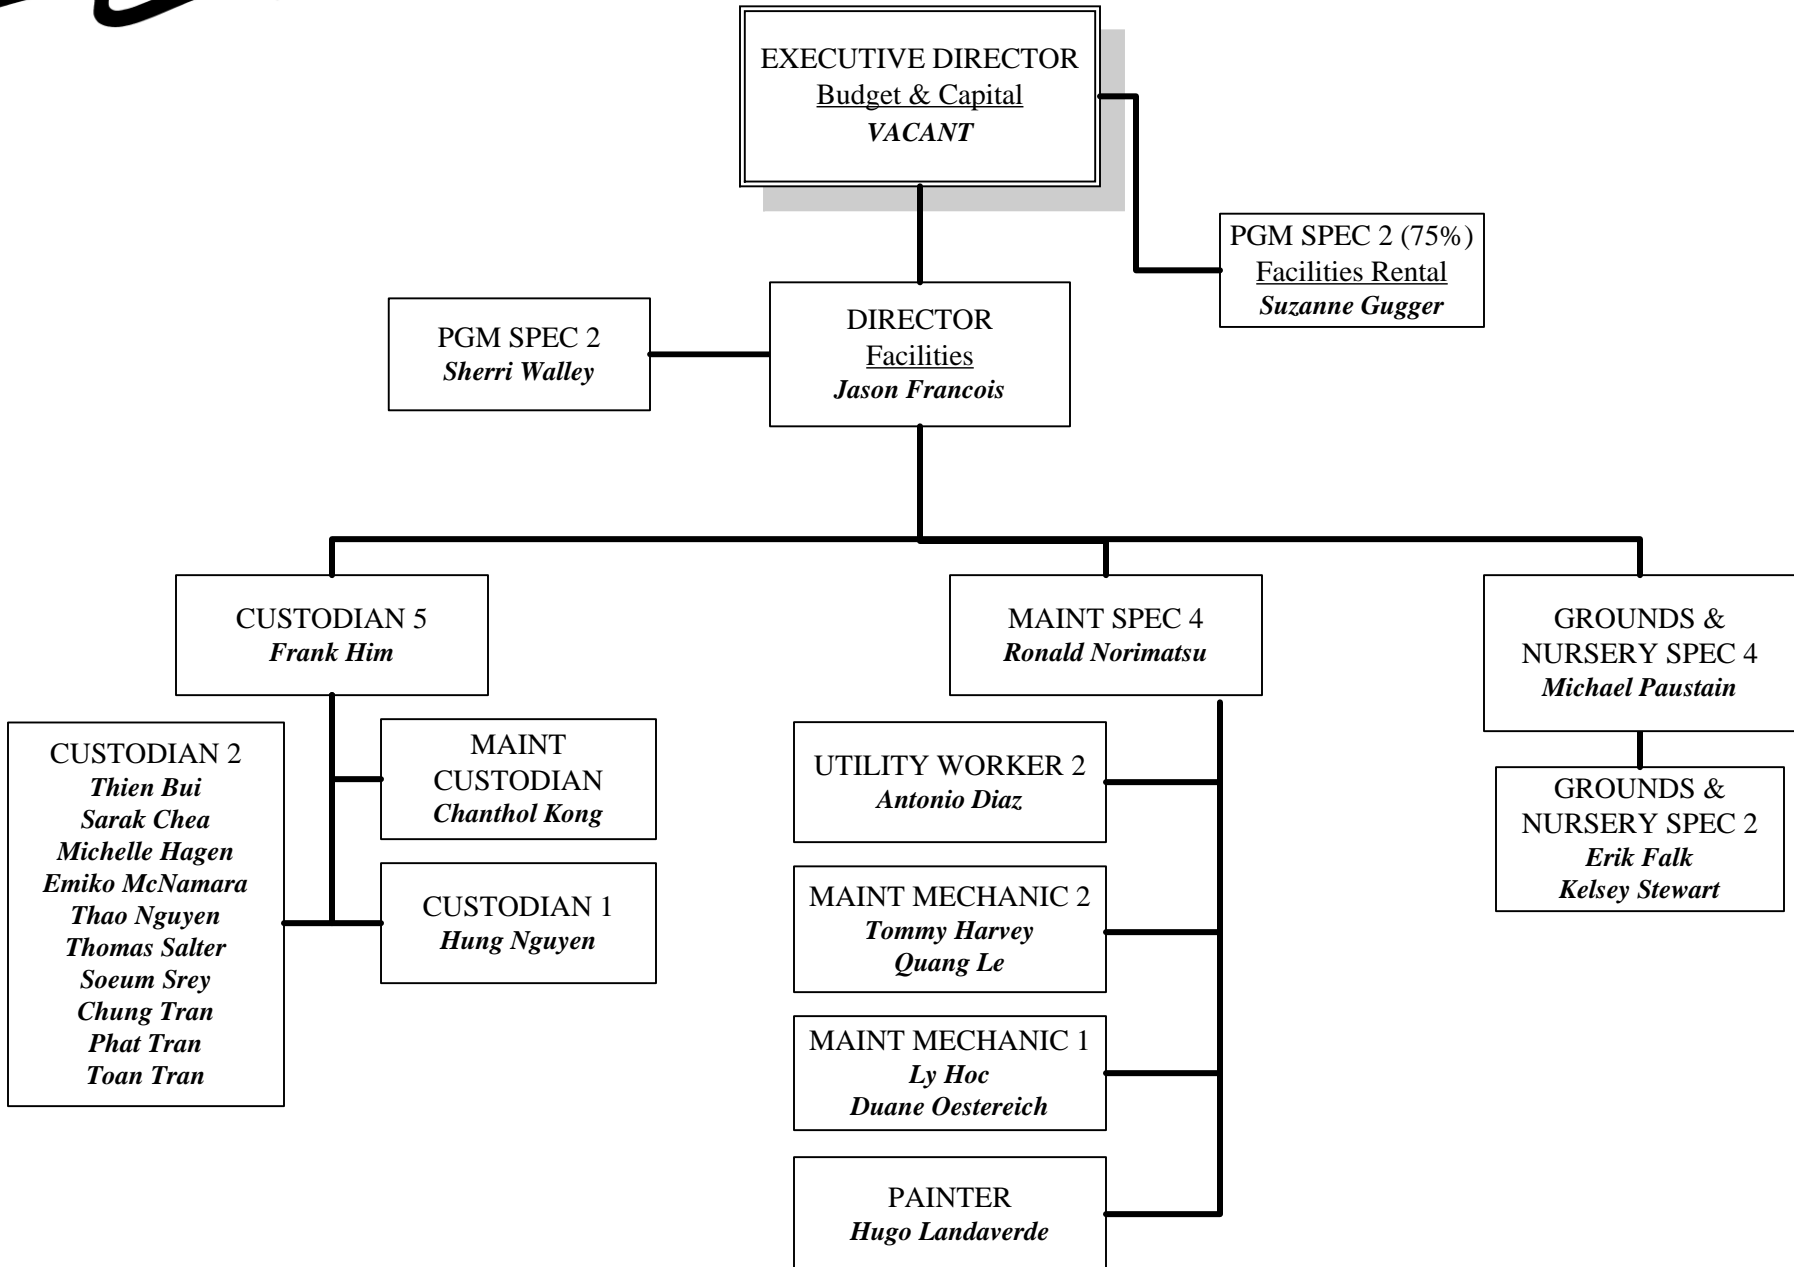 EXECUTIVE DIRECTOR
Budget & Capital
VACANT
PGM SPEC 2 (75%)
Facilities Rental
Suzanne Gugger
PGM SPEC 2
Sherri Walley
DIRECTOR
Facilities
Jason Francois
CUSTODIAN 5
Frank Him
MAINT SPEC 4
Ronald Norimatsu
GROUNDS &
NURSERY SPEC 4
Michael Paustain
CUSTODIAN 2
Thien Bui
Sarak Chea
Michelle Hagen
Emiko McNamara
Thao Nguyen
Thomas Salter
Soeum Srey
Chung Tran
Phat Tran
Toan Tran
MAINT
CUSTODIAN
Chanthol Kong
CUSTODIAN 1
Hung Nguyen
UTILITY WORKER 2
Antonio Diaz
MAINT MECHANIC 2
Tommy Harvey
Quang Le
MAINT MECHANIC 1
Ly Hoc
Duane Oestereich
PAINTER
Hugo Landaverde
GROUNDS &
NURSERY SPEC 2
Erik Falk
Kelsey Stewart